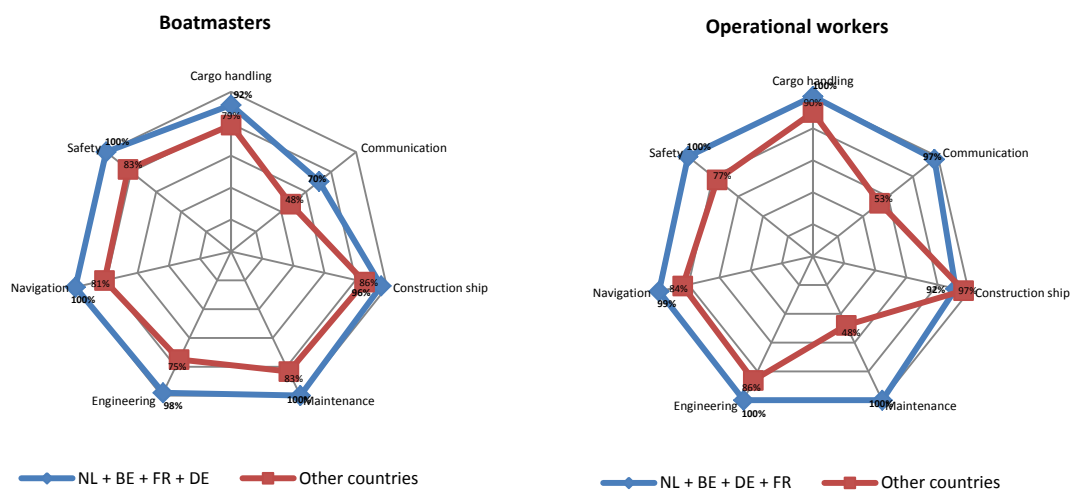 Boatmasters
Cargo handling
92%
79%
Communication
70%
48%
Construction ship
86%
96%
Maintenance
83%
100%
Engineering
75%
98%
Navigation
81%
100%
Safety
100%
83%
NL + BE + FR + DE
Other countries
Operational workers
Cargo handling
100%
90%
Communication
97%
53%
Construction ship
92%
97%
Maintenance
48%
100%
Engineering
86%
100%
Navigation
84%
99%
Safety
100%
77%
NL + BE + DE + FR
Other countries